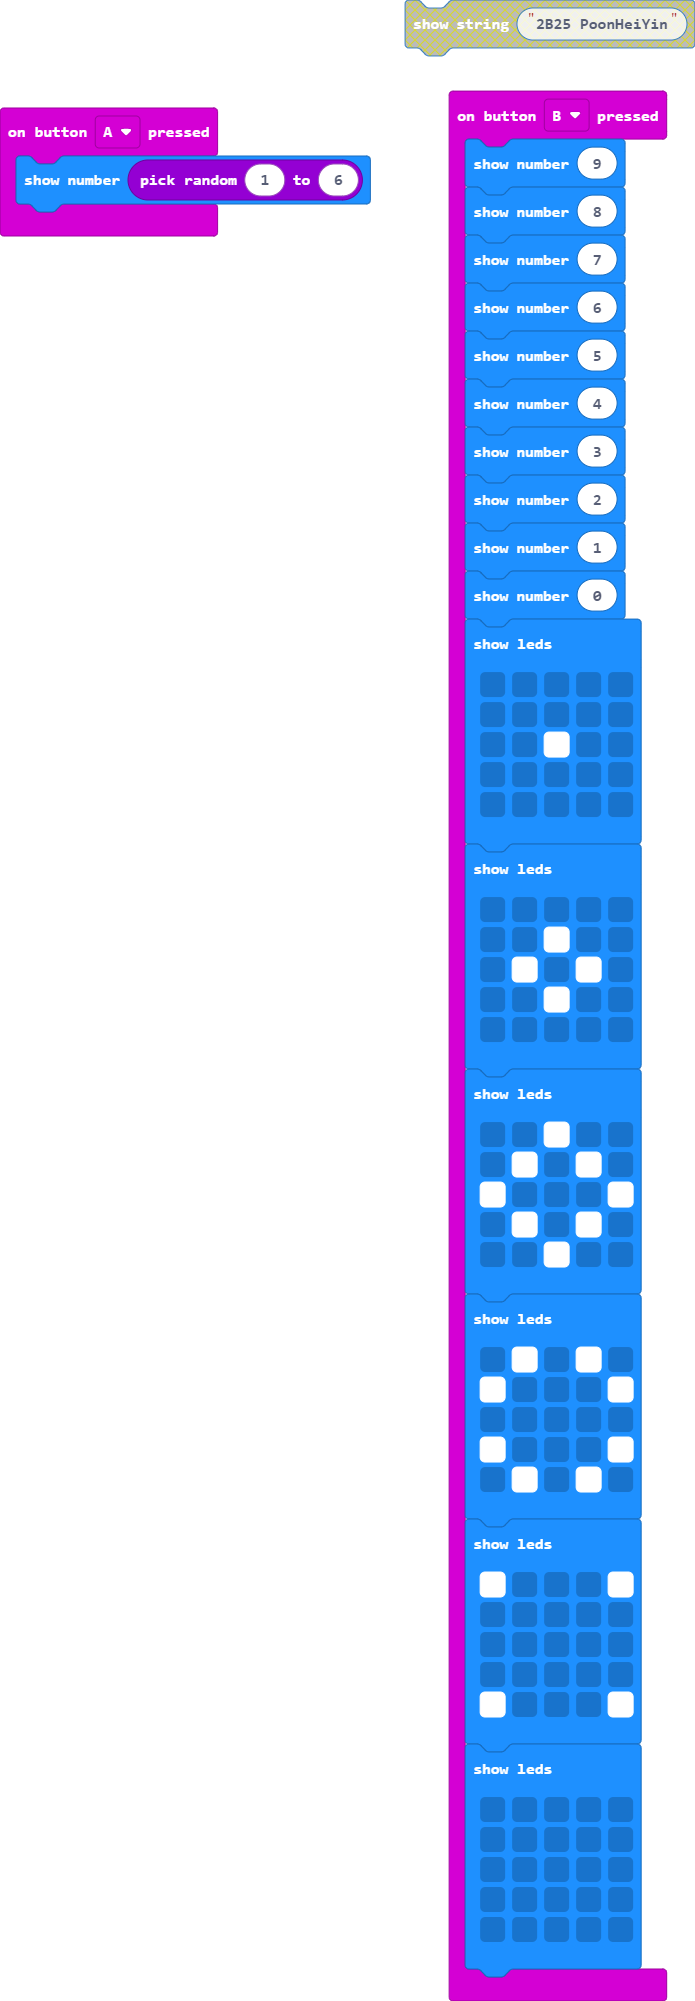 show string "2B25 PoonHeiYin"
on button A pressed
show number pick random 1 to 6
on button B pressed
show number 9
show number 8
show number 7
show number 6
show number 5
show number 4
show number 3
show number 2
show number 1
show number 0
show leds
show leds
show leds
show leds
show leds
show leds